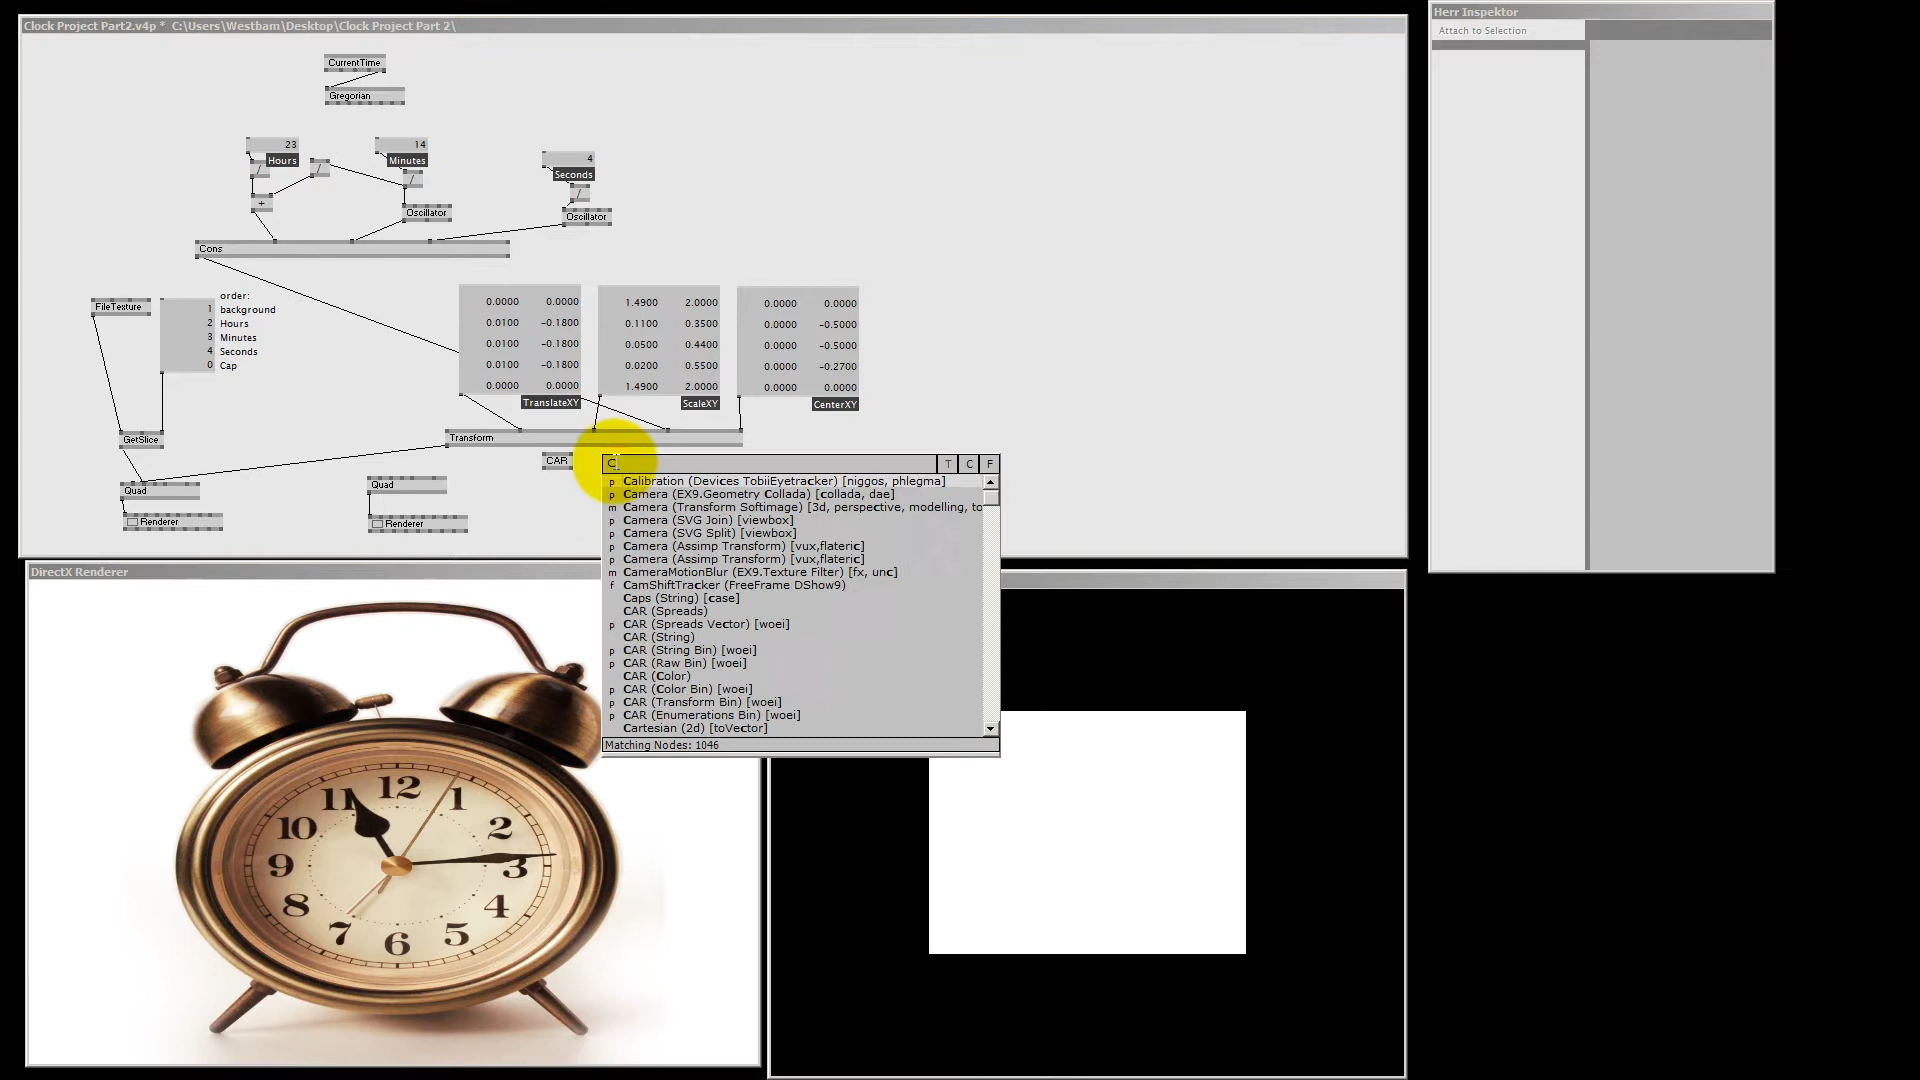 Clock Project Part2.v4p *  C:\Users\Westbam\Desktop\Clock Project Part 2\
Herr Inspektor
Attach to Selection
CurrentTime
Gregorian
23
Hours
/
/
14
Minutes
/
4
Seconds
/
+
Oscillator
Oscillator
Cons
FileTexture
order:
1 background
2 Hours
3 Minutes
4 Seconds
0 Cap
0.0000 0.0000
0.0100 -0.1800
0.0100 -0.1800
0.0100 -0.1800
0.0000 0.0000
TranslateXY
1.4900 2.0000
0.1100 0.3500
0.0500 0.4400
0.0200 0.5500
1.4900 2.0000
ScaleXY
0.0000 0.0000
0.0000 -0.5000
0.0000 -0.5000
0.0000 -0.2700
0.0000 0.0000
CenterXY
GetSlice
Transform
CAR
Quad
Renderer
Quad
Renderer
C
T C F
p Calibration (Devices TobiiEyetracker) [niggos, phlegma]
p Camera (EX9.Geometry Collada) [collada, dae]
m Camera (Transform Softimage) [3d, perspective, modelling, to
p Camera (SVG Join) [viewbox]
p Camera (SVG Split) [viewbox]
p Camera (Assimp Transform) [vux,flateric]
p Camera (Assimp Transform) [vux,flateric]
m CameraMotionBlur (EX9.Texture Filter) [fx, unc]
f CamShiftTracker (FreeFrame DShow9)
Caps (String) [case]
CAR (Spreads)
p CAR (Spreads Vector) [woei]
CAR (String)
p CAR (String Bin) [woei]
p CAR (Raw Bin) [woei]
CAR (Color)
p CAR (Color Bin) [woei]
p CAR (Transform Bin) [woei]
p CAR (Enumerations Bin) [woei]
Cartesian (2d) [toVector]
Matching Nodes: 1046
DirectX Renderer
12
11
1
10
2
9
3
8
4
7
5
6